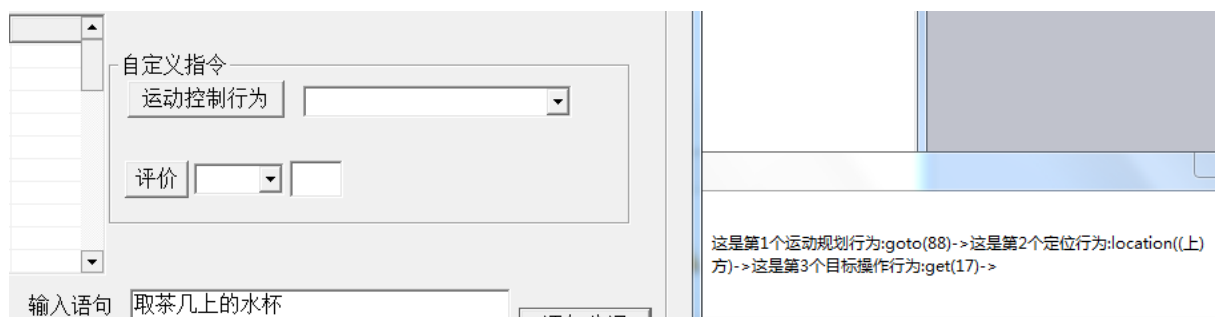 自定义指令
运动控制行为
评价
这是第1个运动规划行为:goto(88)->这是第2个定位行为:location((上)
方)->这是第3个目标操作行为:get(17)->
输入语句
取茶几上的水杯